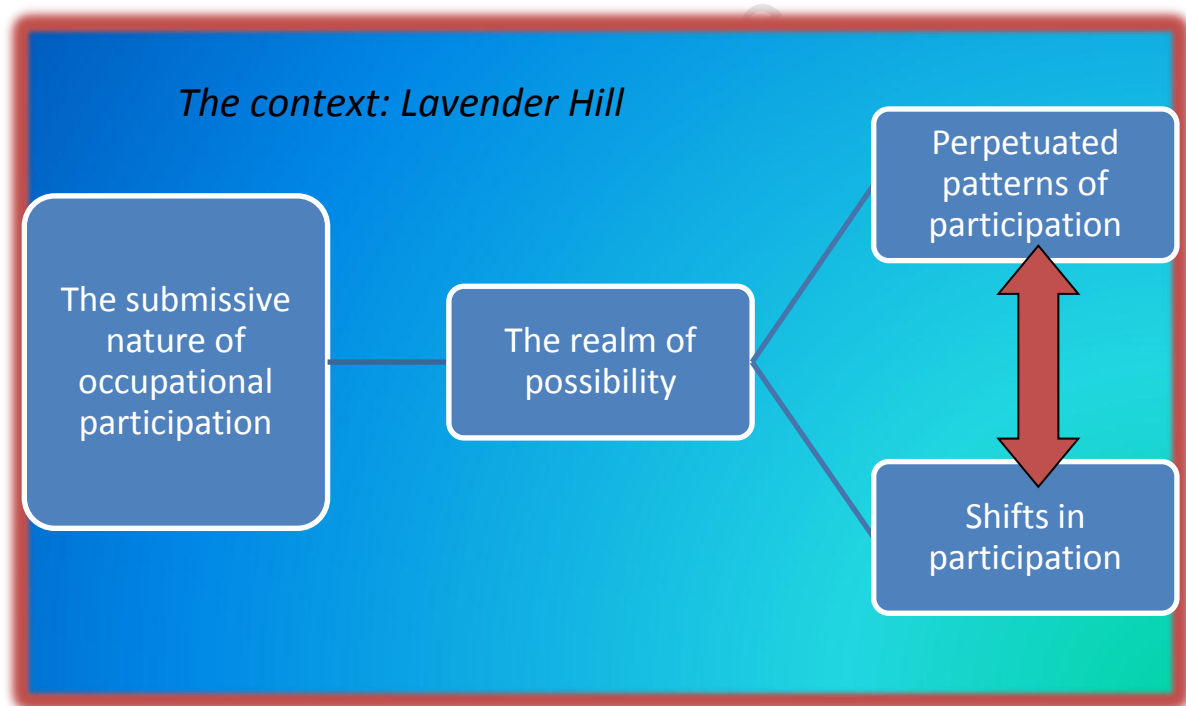 The context: Lavender Hill
The submissive
nature of
occupational
participation
The realm of
possibility
Perpetuated
patterns of
participation
Shifts in
participation